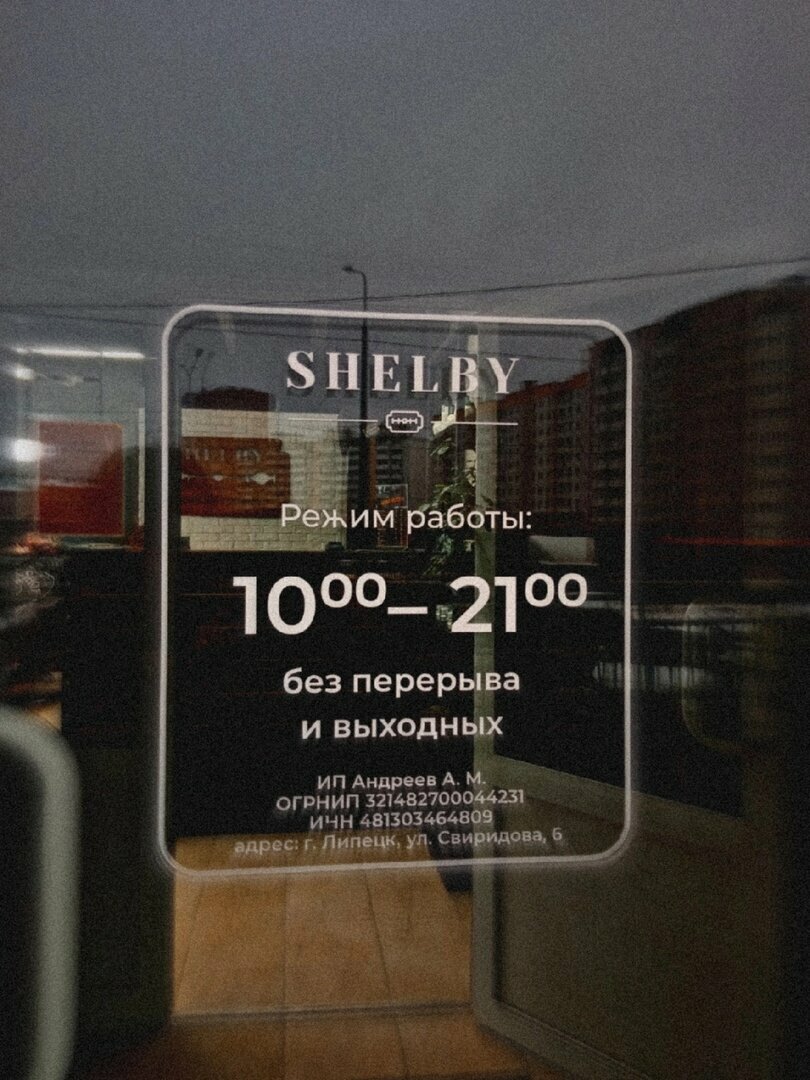 SHELBY
Режим работы:
10⁰⁰– 21⁰⁰
без перерыва
и выходных
ИП Андреев А. М.
ОГРНИП 321482700044231
ИЧН 481303464809
адрес: г. Липецк, ул. Свиридова, 6
SHELBY